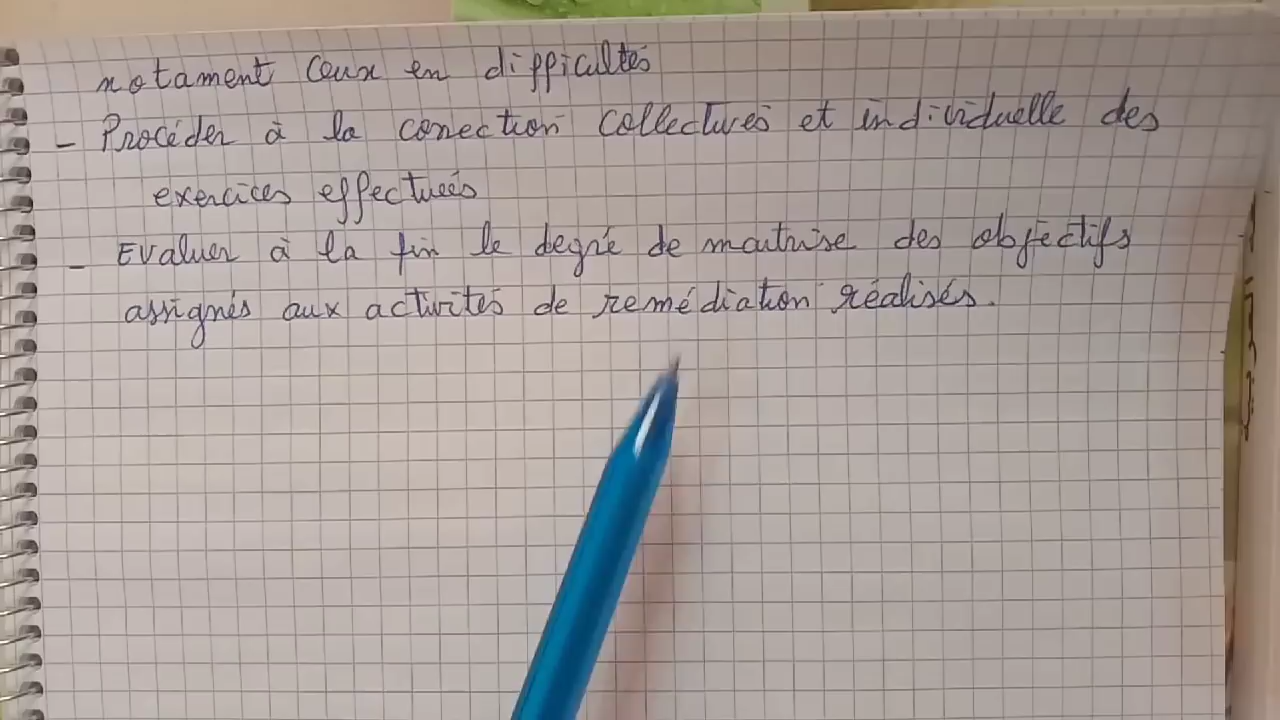 notament ceux en difficultés
- Procéder à la correction collectives et individuelle des
exercices effectués
- Evaluer à la fin le degré de maitrise des objectifs
assignés aux activités de remédiation réalisés.